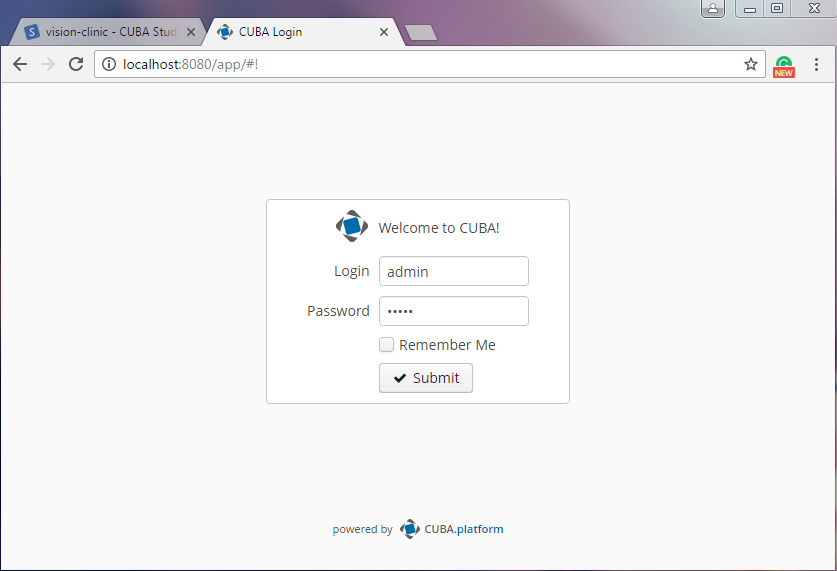 vision-clinic - CUBA Stud
CUBA Login
localhost:8080/app/#!
NEW
Welcome to CUBA!
Login admin
Password •••••
Remember Me
Submit
powered by CUBA.platform